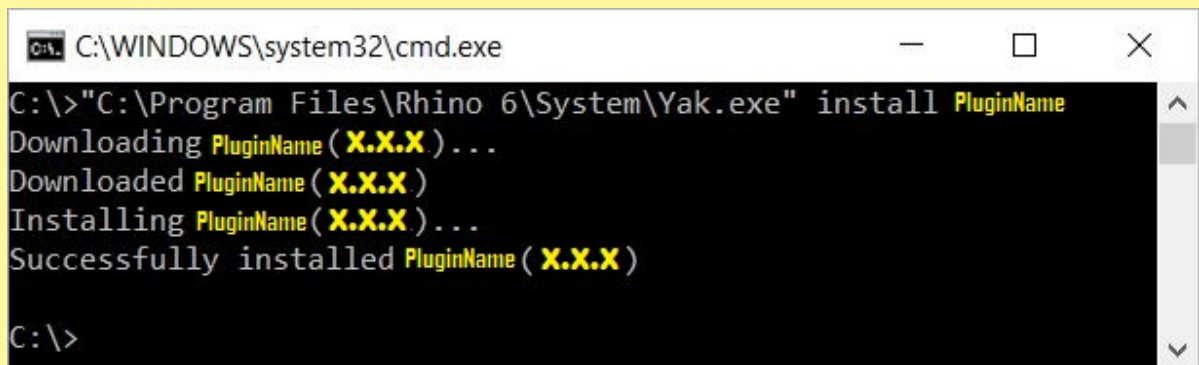 C:\WINDOWS\system32\cmd.exe
C:\>"C:\Program Files\Rhino 6\System\Yak.exe" install PluginName
Downloading PluginName (X.X.X.)...
Downloaded PluginName (X.X.X.)
Installing PluginName (X.X.X.)...
Successfully installed PluginName (X.X.X)
C:\>